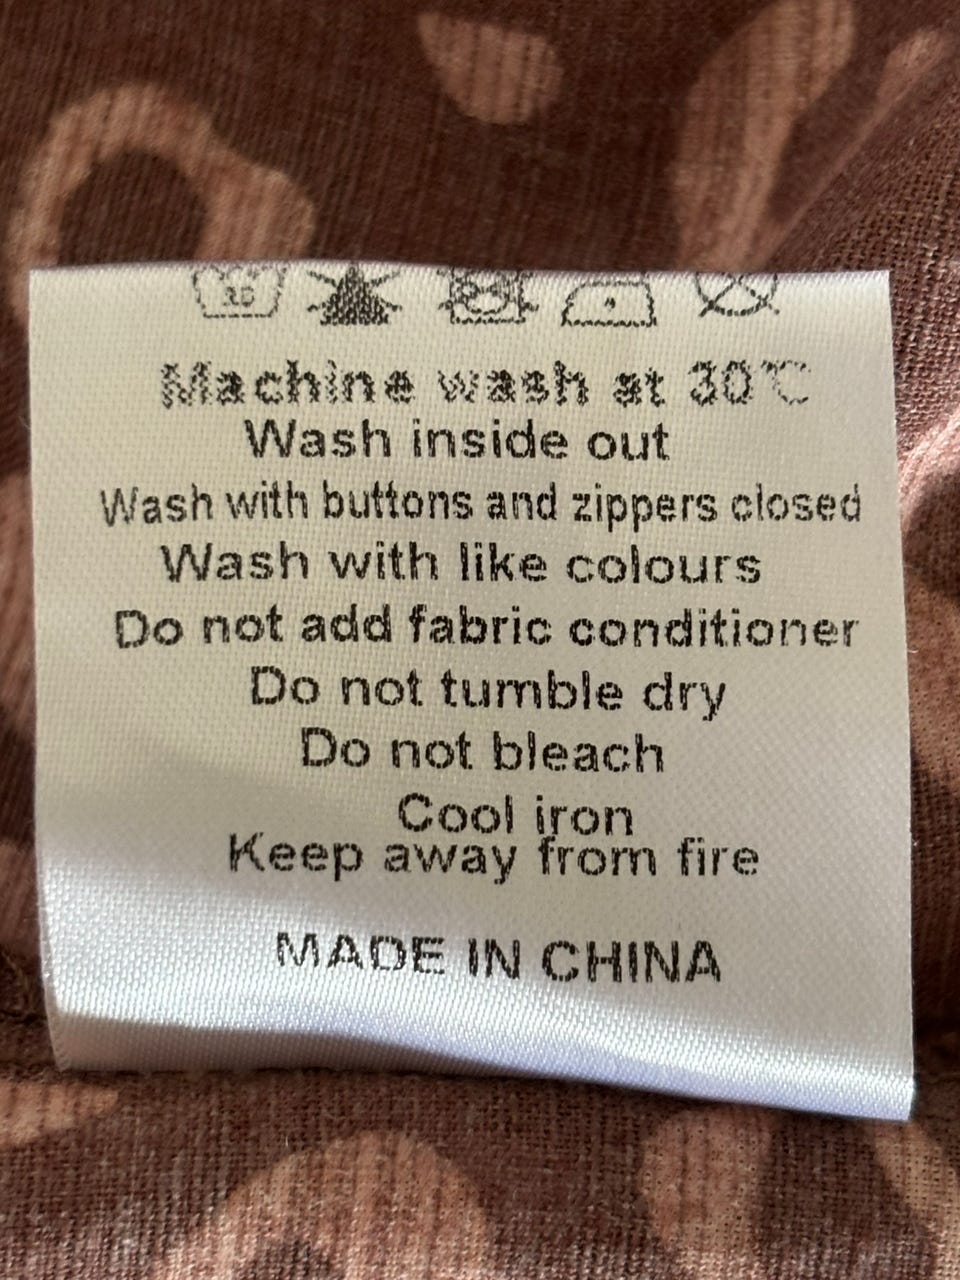 30
Machine wash at 30℃
Wash inside out
Wash with buttons and zippers closed
Wash with like colours
Do not add fabric conditioner
Do not tumble dry
Do not bleach
Cool iron
Keep away from fire
MADE IN CHINA